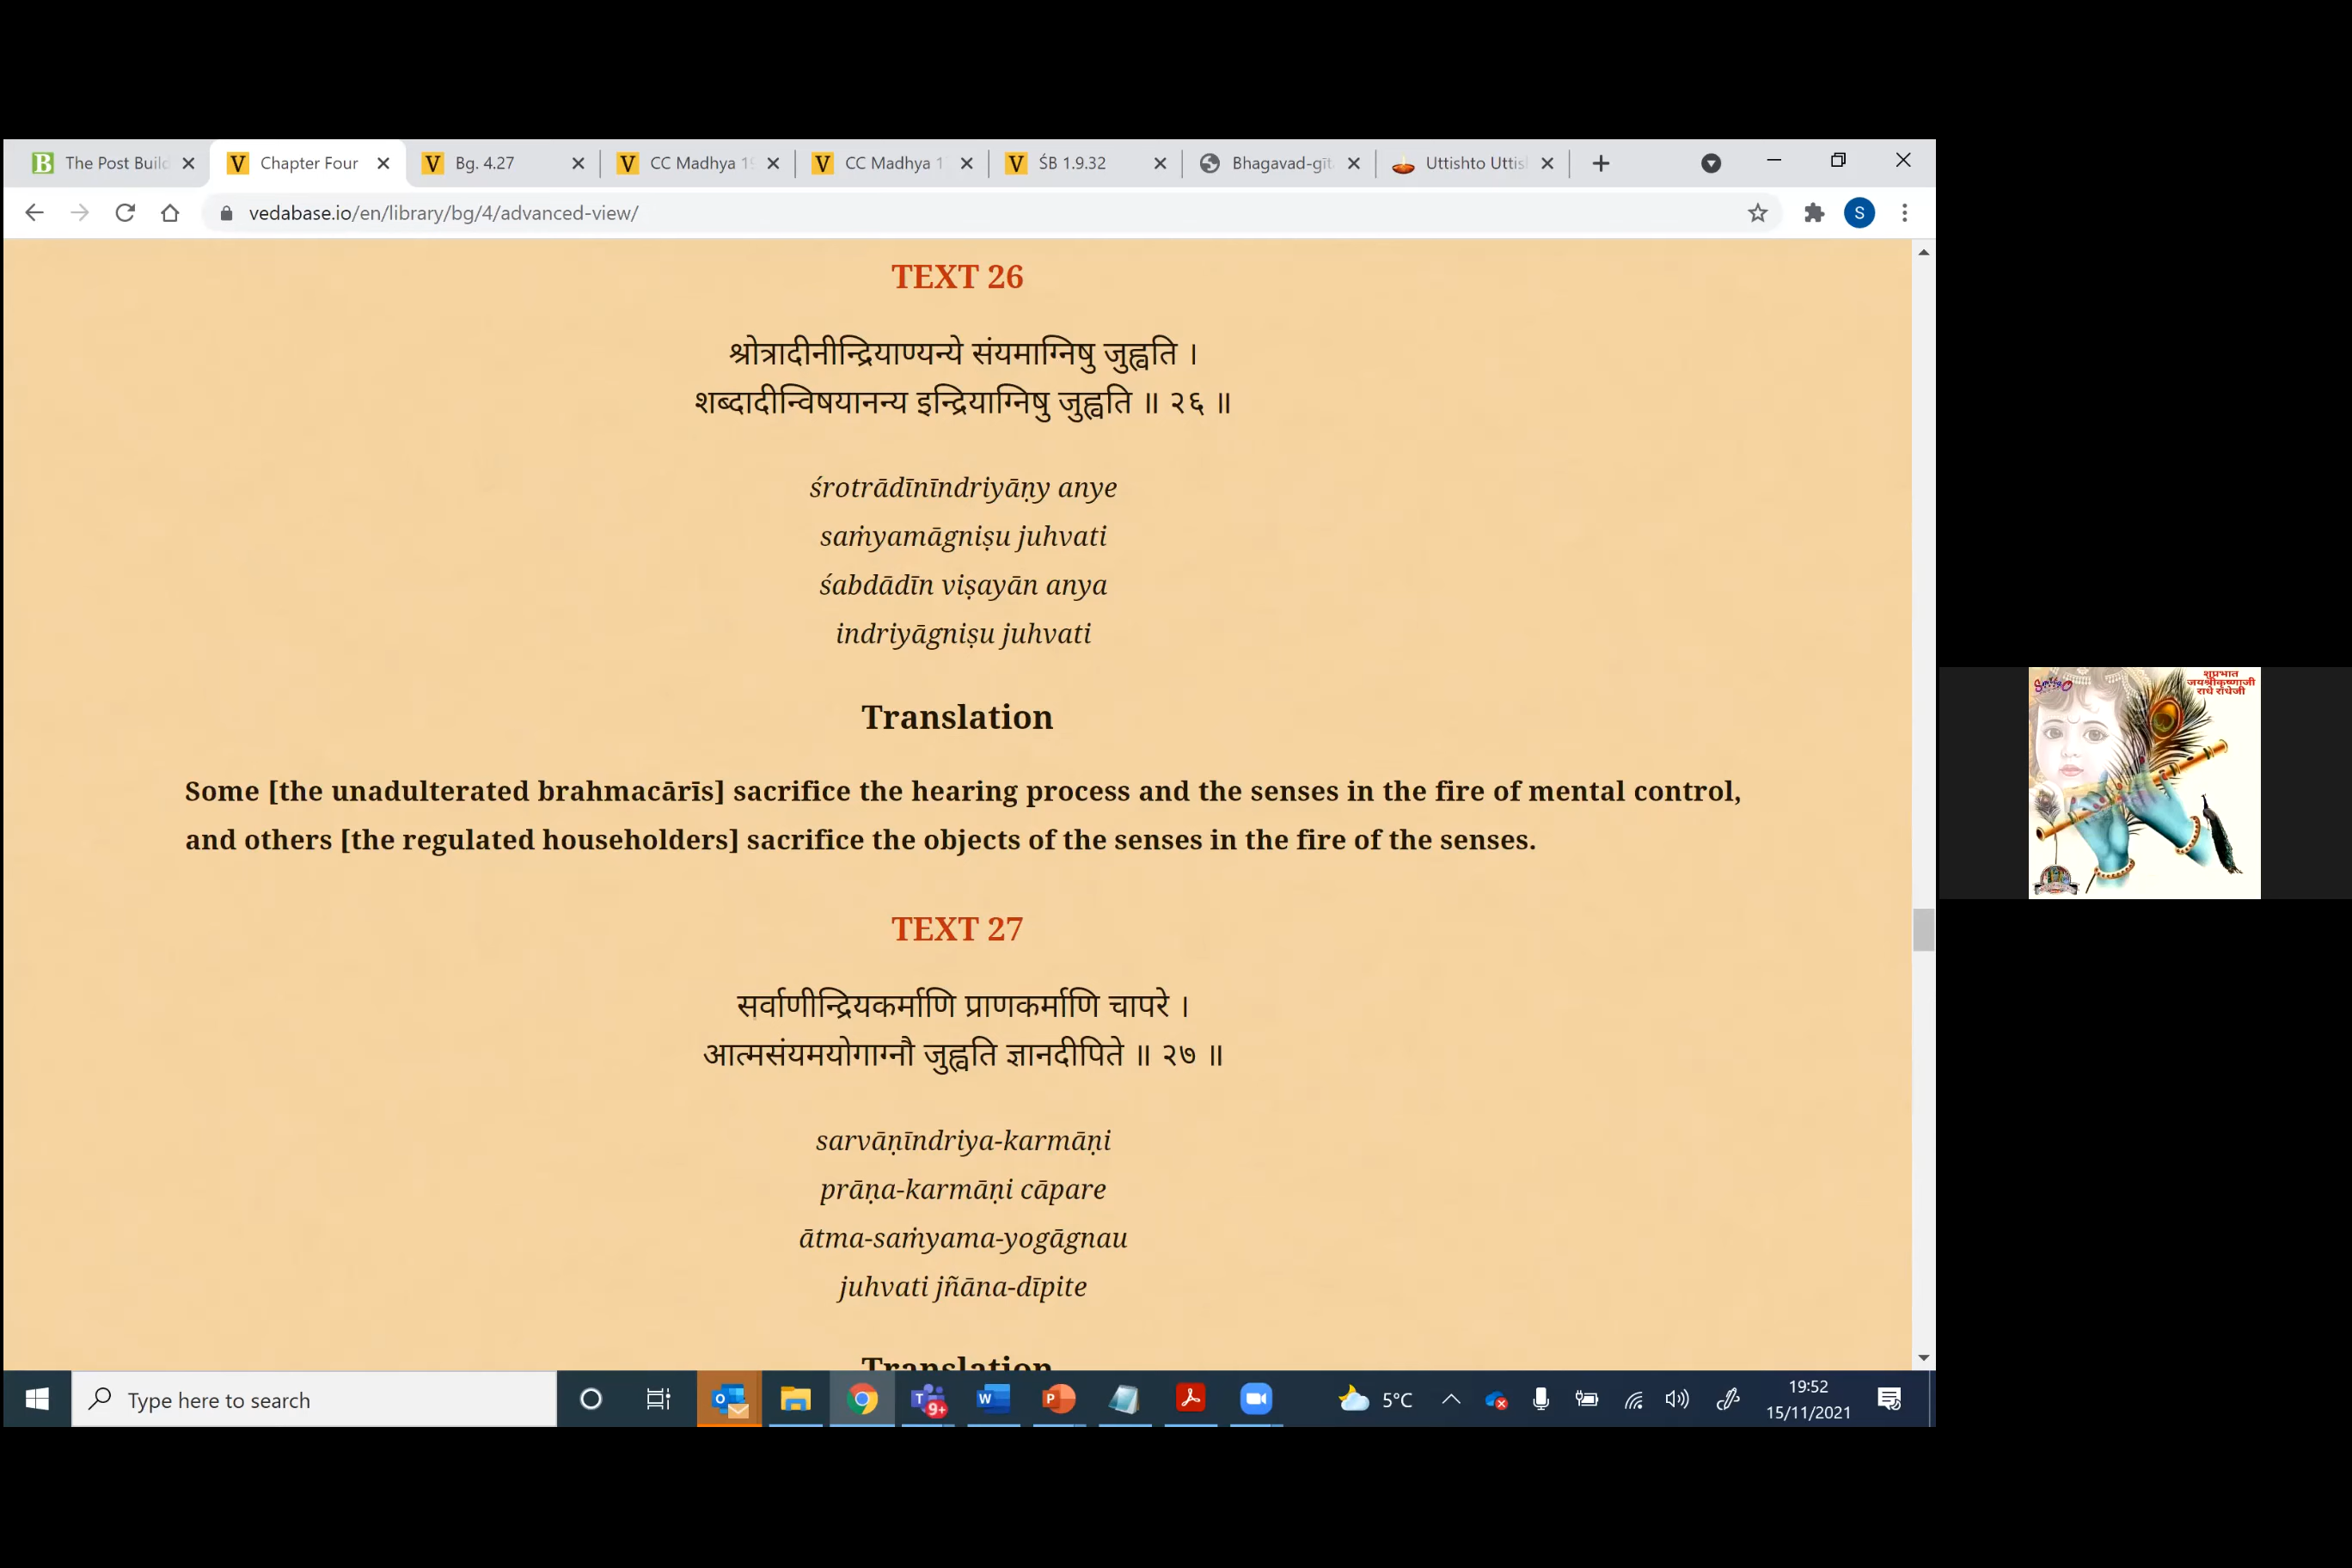 The Post Build
Chapter Four
Bg. 4.27
CC Madhya 19
CC Madhya 1
ŚB 1.9.32
Bhagavad-gīt
Uttishto Uttis
vedabase.io/en/library/bg/4/advanced-view/
S
TEXT 26
श्रोत्रादीनीन्द्रियाण्यन्ये संयमाग्निषु जुह्वति ।
शब्दादीन्विषयानन्य इन्द्रियाग्निषु जुह्वति ॥ २६ ॥
śrotrādīnīndriyāṇy anye
saṁyamāgniṣu juhvati
śabdādīn viṣayān anya
indriyāgniṣu juhvati
Translation
Some [the unadulterated brahmacārīs] sacrifice the hearing process and the senses in the fire of mental control,
and others [the regulated householders] sacrifice the objects of the senses in the fire of the senses.
TEXT 27
सर्वाणीन्द्रियकर्माणि प्राणकर्माणि चापरे ।
आत्मसंयमयोगाग्नौ जुह्वति ज्ञानदीपिते ॥ २७ ॥
sarvāṇīndriya-karmāṇi
prāṇa-karmāṇi cāpare
ātma-saṁyama-yogāgnau
juhvati jñāna-dīpite
Translation
शुप्रभात
जयश्रीकृष्णाजी
राधे राधेजी
Type here to search
9+
5°C
19:52
15/11/2021